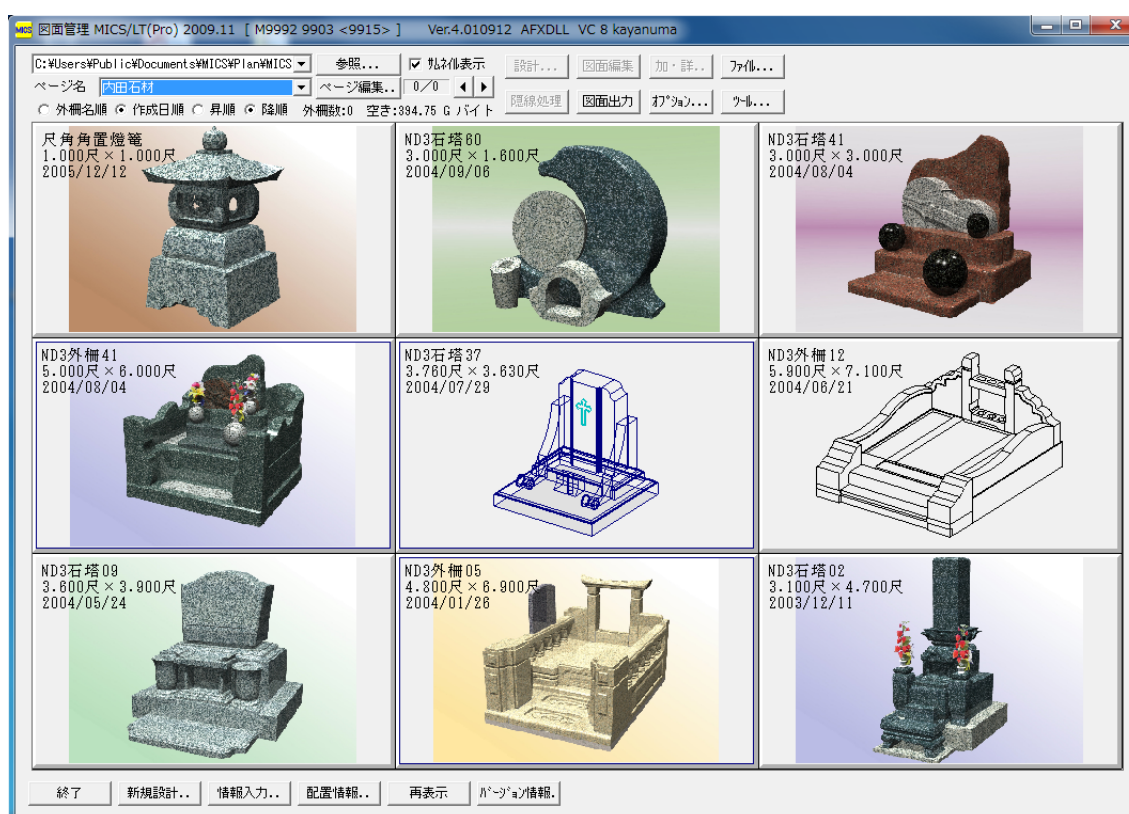 図面管理 MICS/LT(Pro) 2009.11 [ M9992 9903 <9915> ] Ver.4.010912 AFXDLL VC 8 kayanuma
C:¥Users¥Public¥Documents¥MICS¥Plan¥MICS 参照... ｻﾑﾈｲﾙ表示 設計... 図面編集 加・詳.. ﾌｧｲﾙ...
ページ名 内田石材 ページ編集.. 0/0 隠線処理 図面出力 ｵﾌﾟｼｮﾝ... ﾂｰﾙ...
外柵名順 作成日順 昇順 降順 外柵数:0 空き:394.75 G バイト
尺角角置燈篭
1.000尺×1.000尺
2005/12/12
ND3石塔60
3.000尺×1.600尺
2004/09/06
ND3石塔41
3.000尺×3.000尺
2004/08/04
ND3外柵41
5.000尺×6.000尺
2004/08/04
ND3石塔37
3.760尺×3.630尺
2004/07/29
ND3外柵12
5.900尺×7.100尺
2004/06/21
ND3石塔09
3.600尺×3.900尺
2004/05/24
ND3外柵05
4.800尺×6.900尺
2004/01/26
ND3石塔02
3.100尺×4.700尺
2003/12/11
終了 新規設計.. 情報入力.. 配置情報.. 再表示 ﾊﾞｰｼﾞｮﾝ情報.